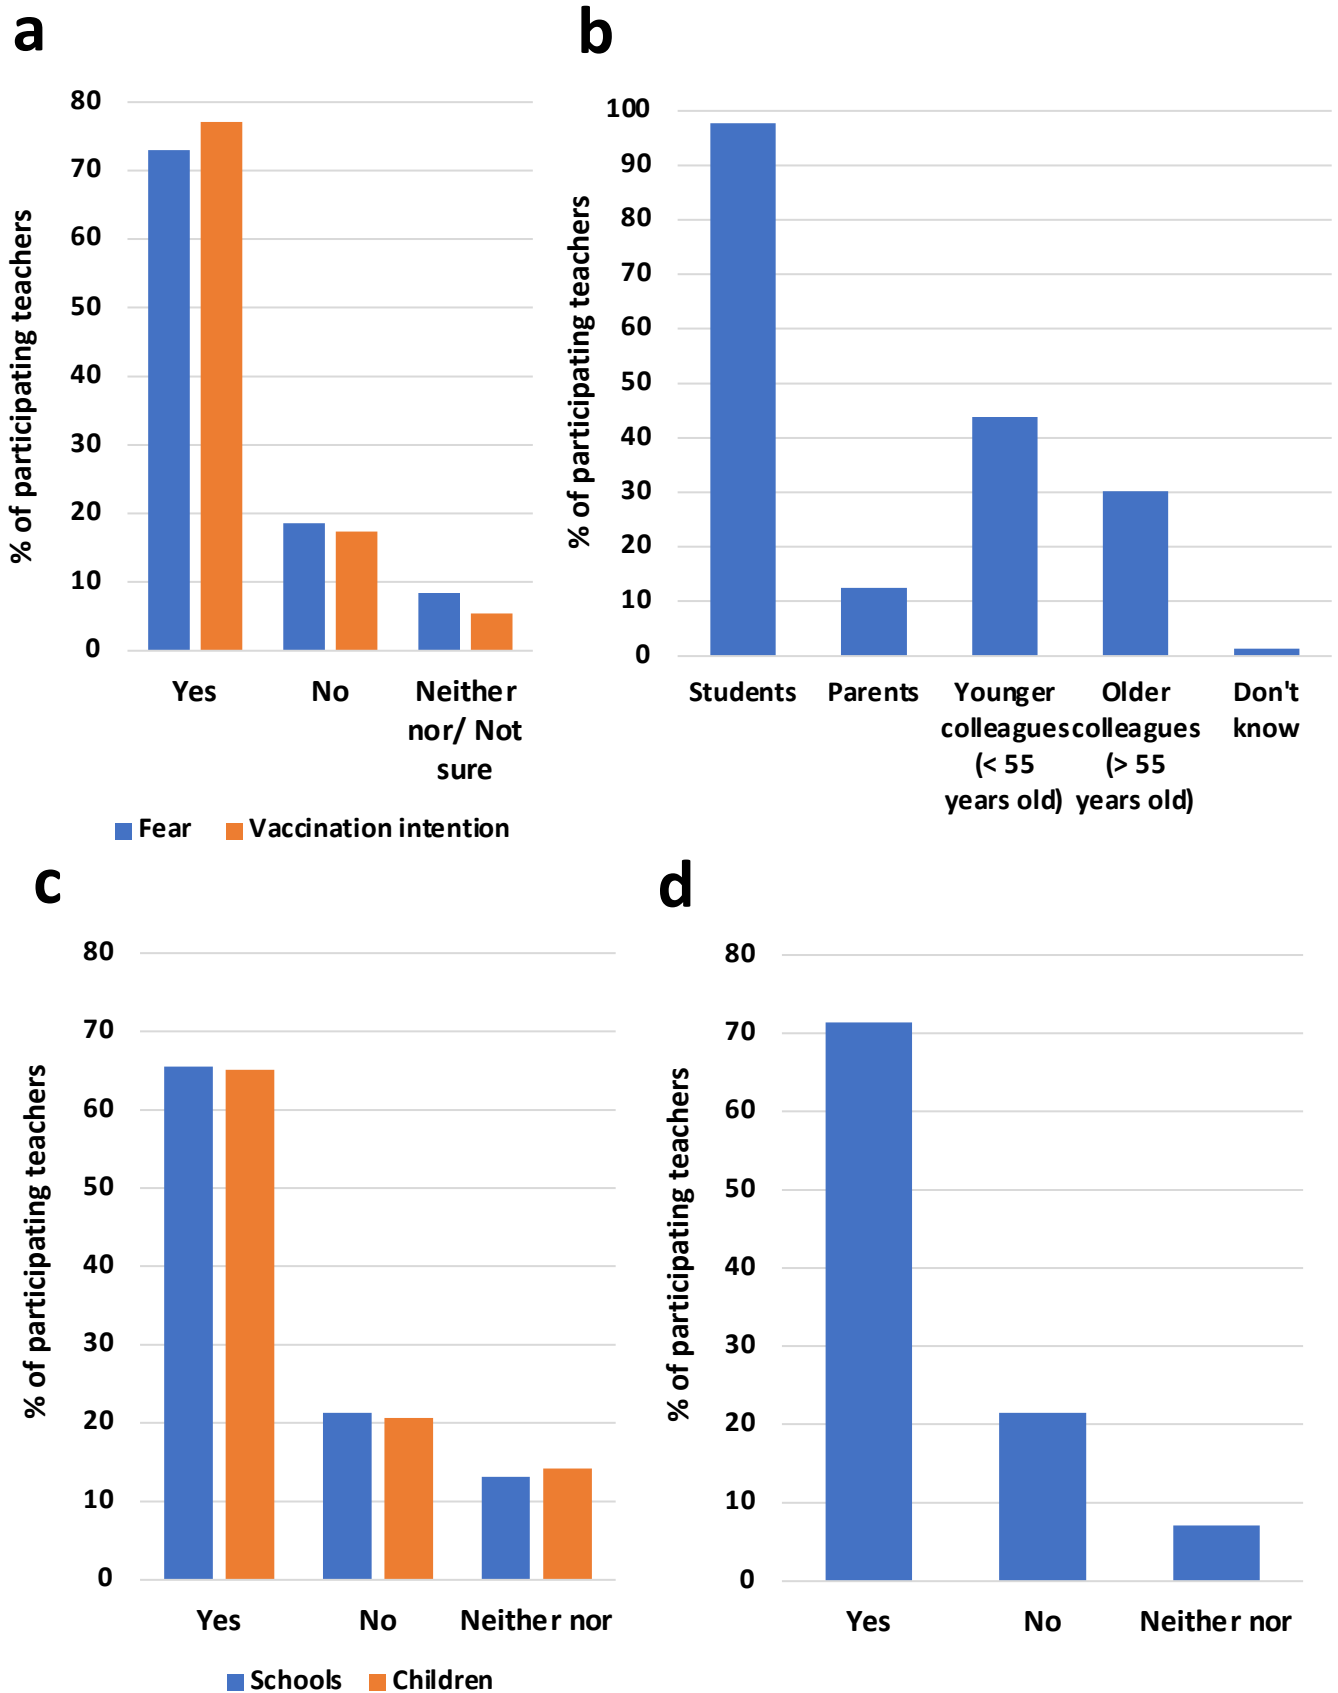 a
% of participating teachers
80
70
60
50
40
30
20
10
0
Yes
No
Neither
nor/ Not
sure
Fear
Vaccination intention
b
% of participating teachers
100
90
80
70
60
50
40
30
20
10
0
Students
Parents
Younger
colleagues
(< 55
years old)
Older
colleagues
(> 55
years old)
Don't
know
c
% of participating teachers
80
70
60
50
40
30
20
10
0
Yes
No
Neither nor
Schools
Children
d
% of participating teachers
80
70
60
50
40
30
20
10
0
Yes
No
Neither nor